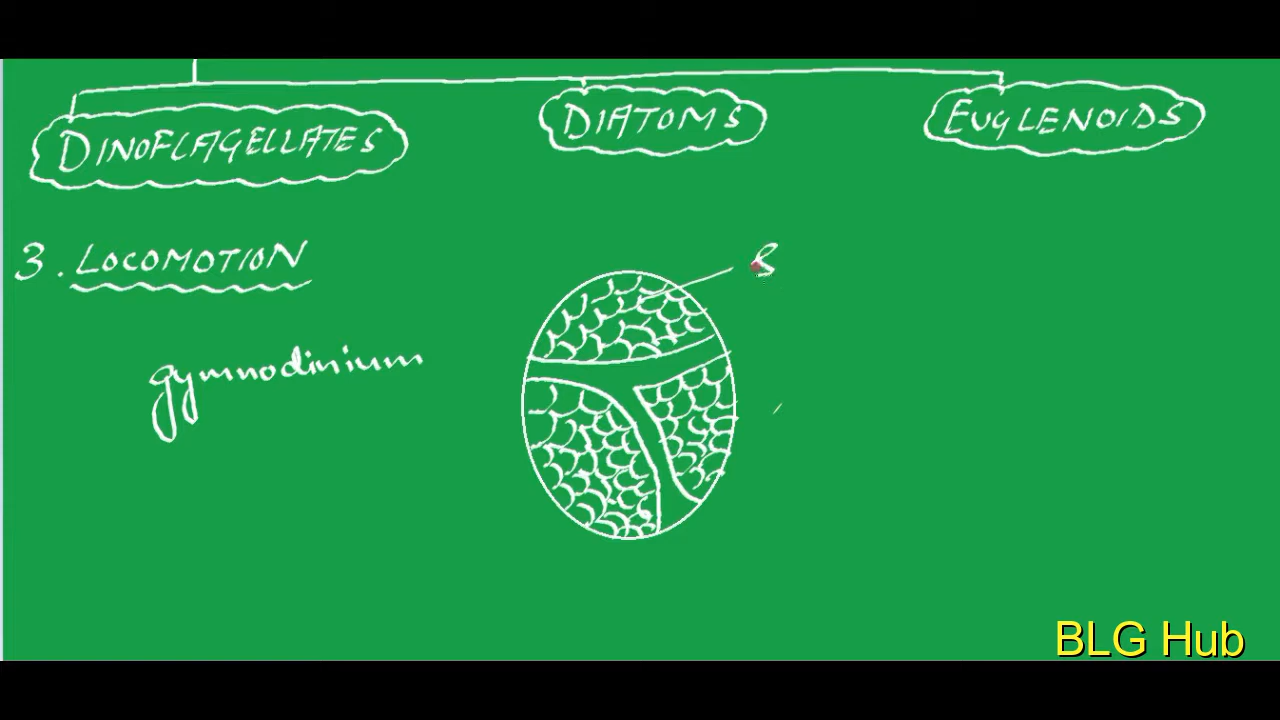 DINOFLAGELLATES
DIATOMS
EUGLENOIDS
3. LOCOMOTION
gymnodinium
BLG Hub